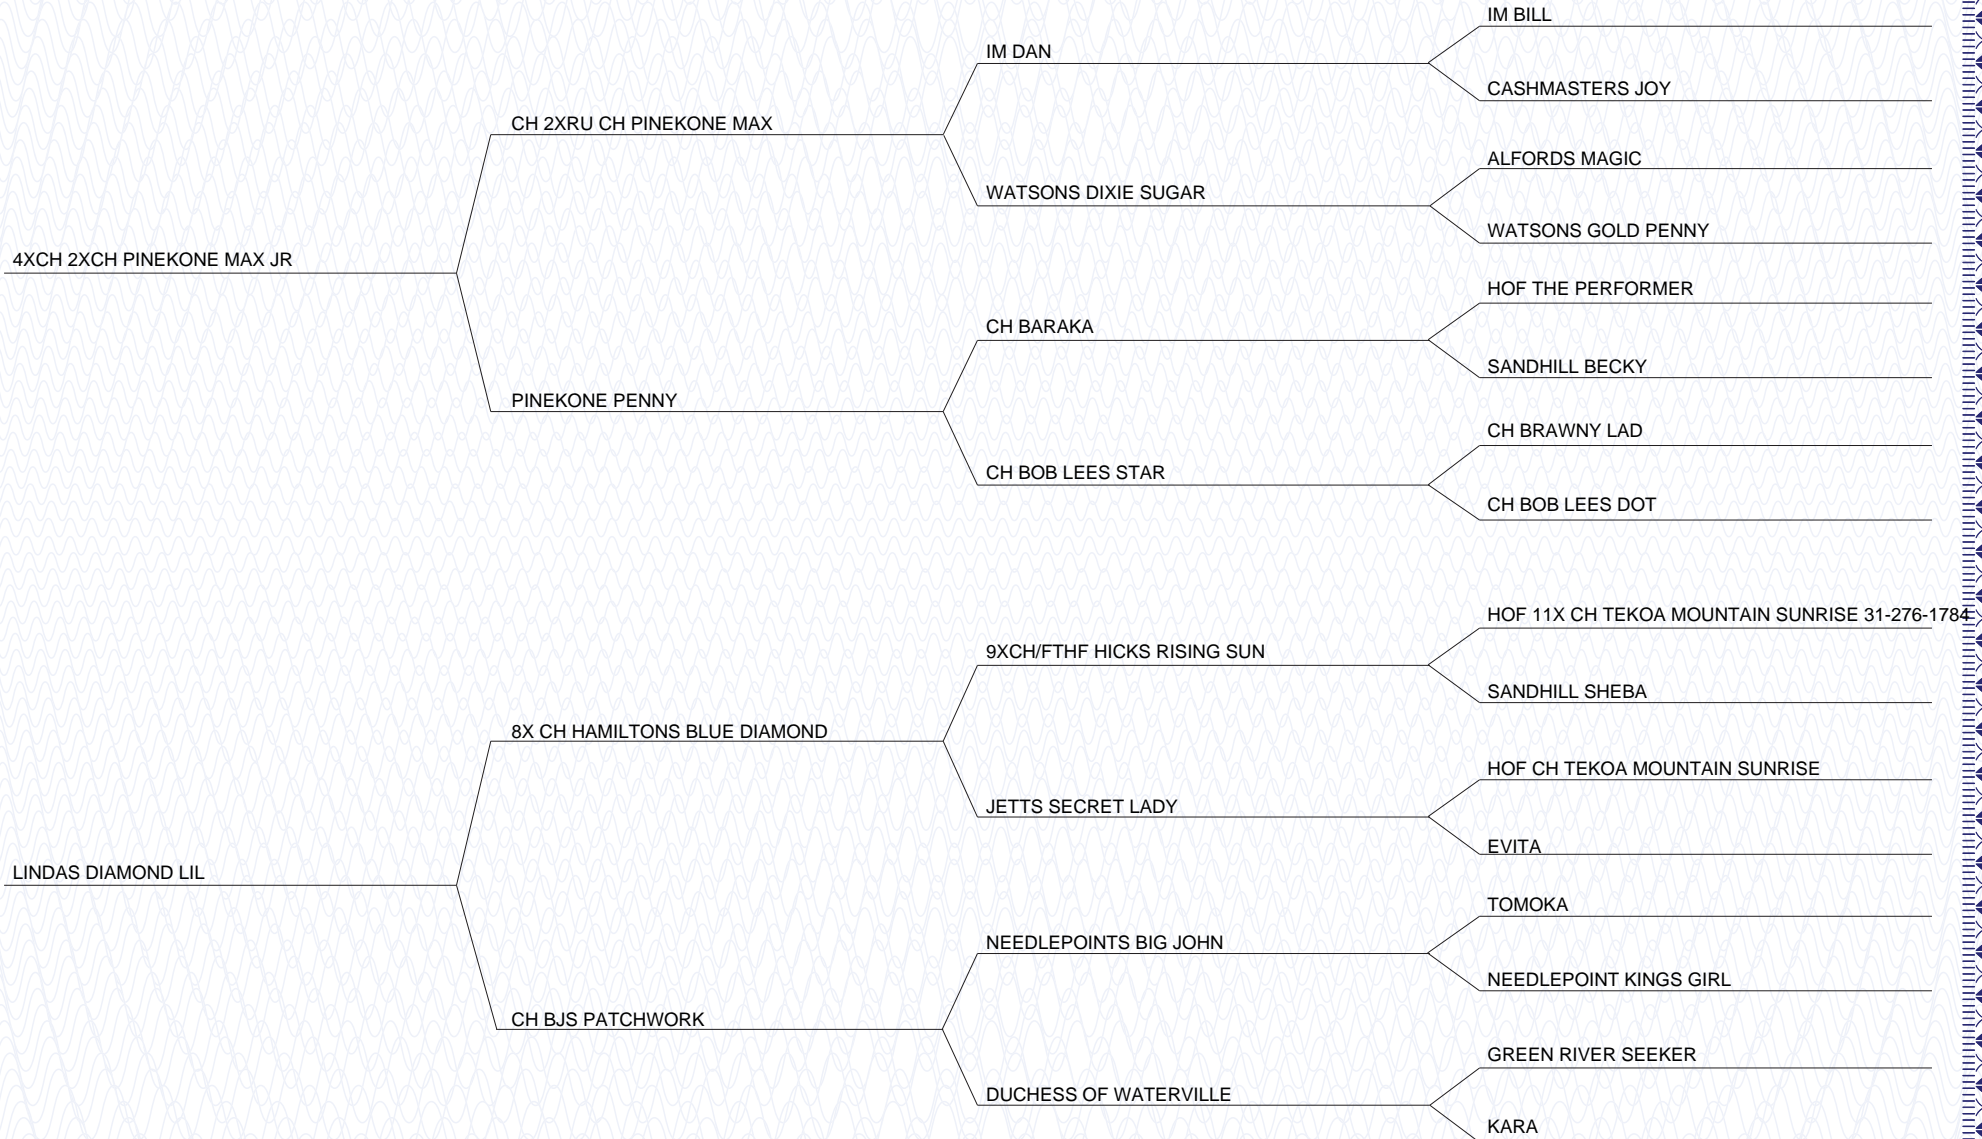 IM BILL
IM DAN
CASHMASTERS JOY
CH 2XRU CH PINEKONE MAX
ALFORDS MAGIC
WATSONS DIXIE SUGAR
WATSONS GOLD PENNY
4XCH 2XCH PINEKONE MAX JR
HOF THE PERFORMER
CH BARAKA
SANDHILL BECKY
PINEKONE PENNY
CH BRAWNY LAD
CH BOB LEES STAR
CH BOB LEES DOT
HOF 11X CH TEKOA MOUNTAIN SUNRISE 31-276-1784
9XCH/FTHF HICKS RISING SUN
SANDHILL SHEBA
8X CH HAMILTONS BLUE DIAMOND
HOF CH TEKOA MOUNTAIN SUNRISE
JETTS SECRET LADY
EVITA
LINDAS DIAMOND LIL
TOMOKA
NEEDLEPOINTS BIG JOHN
NEEDLEPOINT KINGS GIRL
CH BJS PATCHWORK
GREEN RIVER SEEKER
DUCHESS OF WATERVILLE
KARA